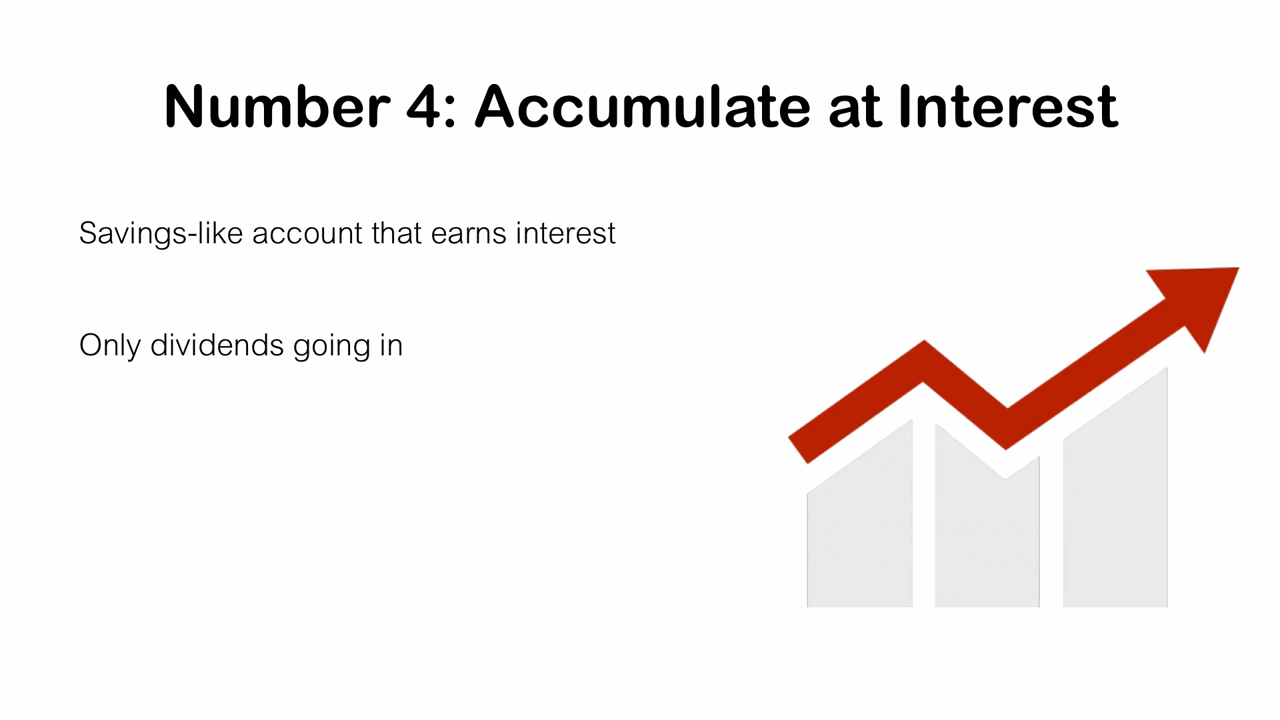 Number 4: Accumulate at Interest
Savings-like account that earns interest
Only dividends going in